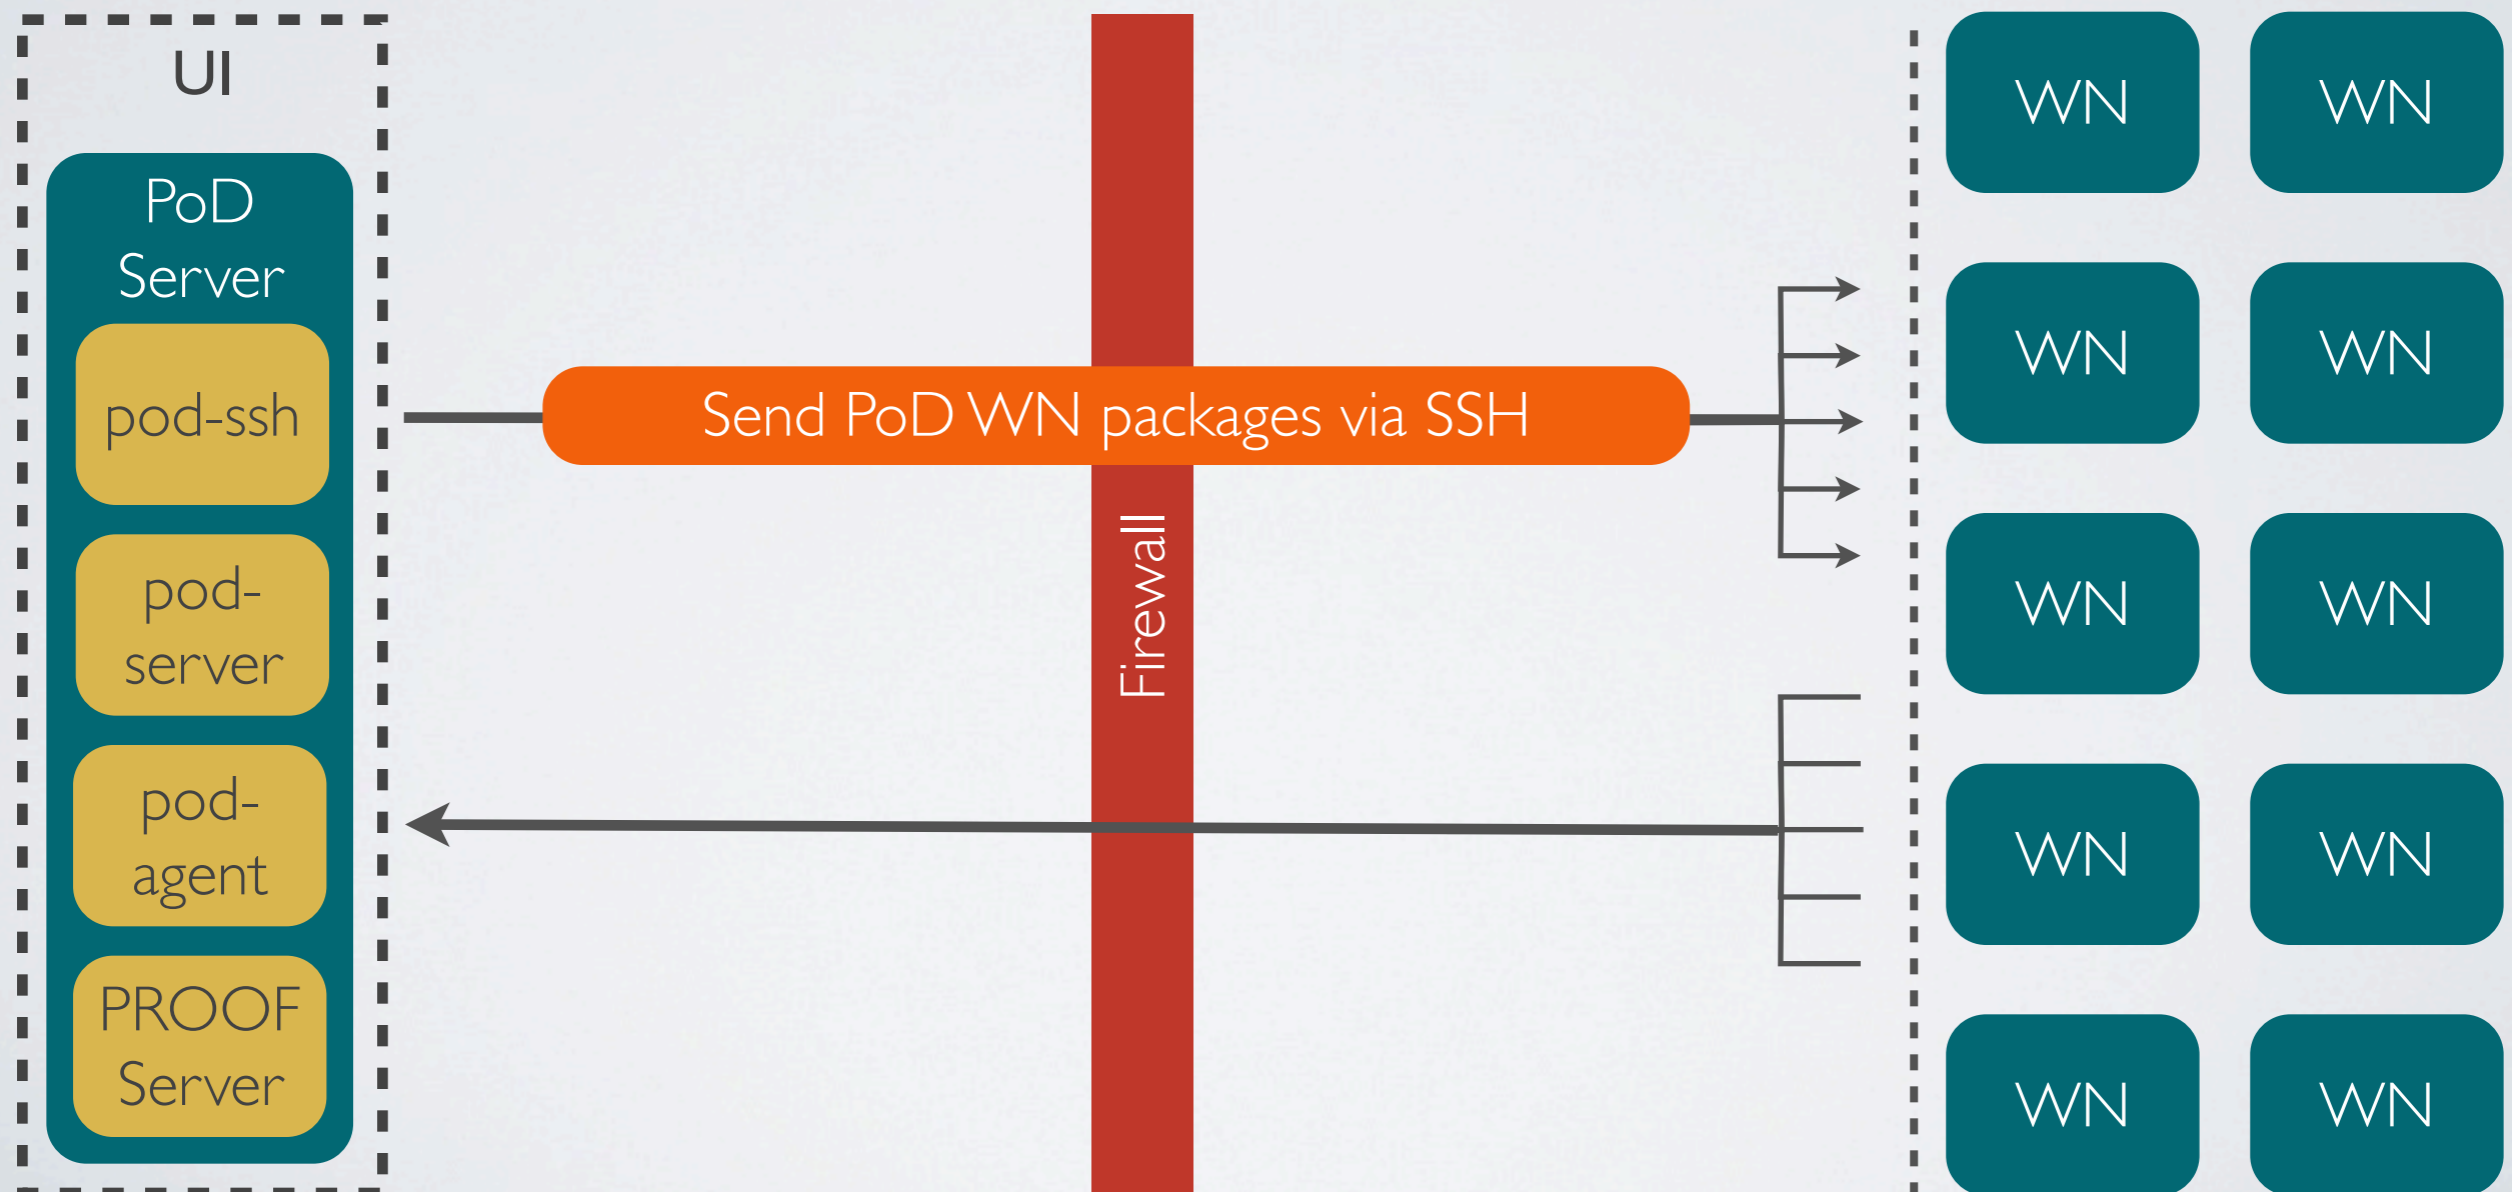 UI
PoD
Server
pod-ssh
pod-
server
pod-
agent
PROOF
Server
Send PoD WN packages via SSH
Firewall
WN WN
WN WN
WN WN
WN WN
WN WN